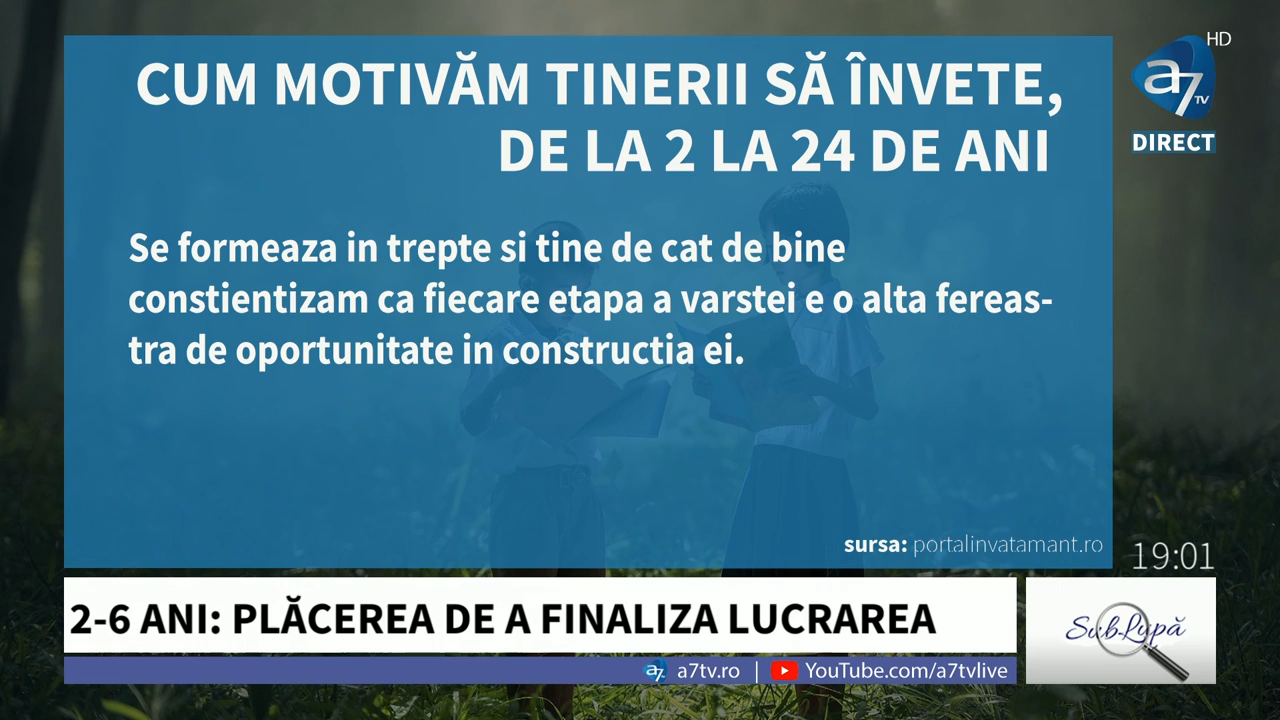 HD
a7 TV
DIRECT
CUM MOTIVĂM TINERII SĂ ÎNVETE,
DE LA 2 LA 24 DE ANI
Se formeaza in trepte si tine de cat de bine
constientizam ca fiecare etapa a varstei e o alta fereas-
tra de oportunitate in constructia ei.
sursa: portalinvatamant.ro
19:01
2-6 ANI: PLĂCEREA DE A FINALIZA LUCRAREA
SubLupă
a7 a7tv.ro | YouTube.com/a7tvlive